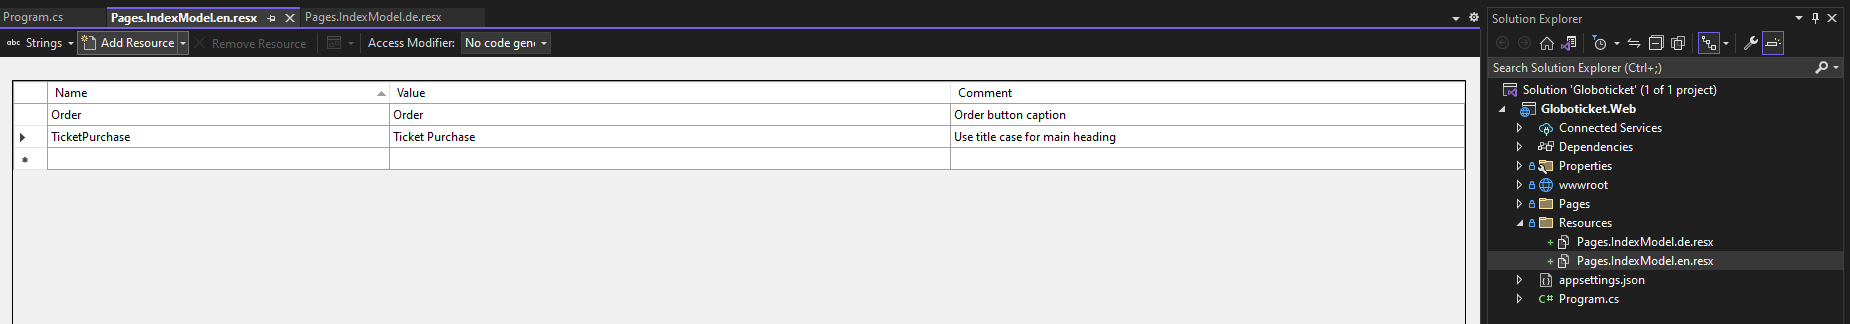 Program.cs Pages.IndexModel.en.resx Pages.IndexModel.de.resx
abc Strings Add Resource Remove Resource Access Modifier: No code gen
Name Value Comment
Order Order Order button caption
TicketPurchase Ticket Purchase Use title case for main heading
Solution Explorer
Search Solution Explorer (Ctrl+;)
Solution 'Globoticket' (1 of 1 project)
Globoticket.Web
Connected Services
Dependencies
Properties
wwwroot
Pages
Resources
Pages.IndexModel.de.resx
Pages.IndexModel.en.resx
appsettings.json
C# Program.cs